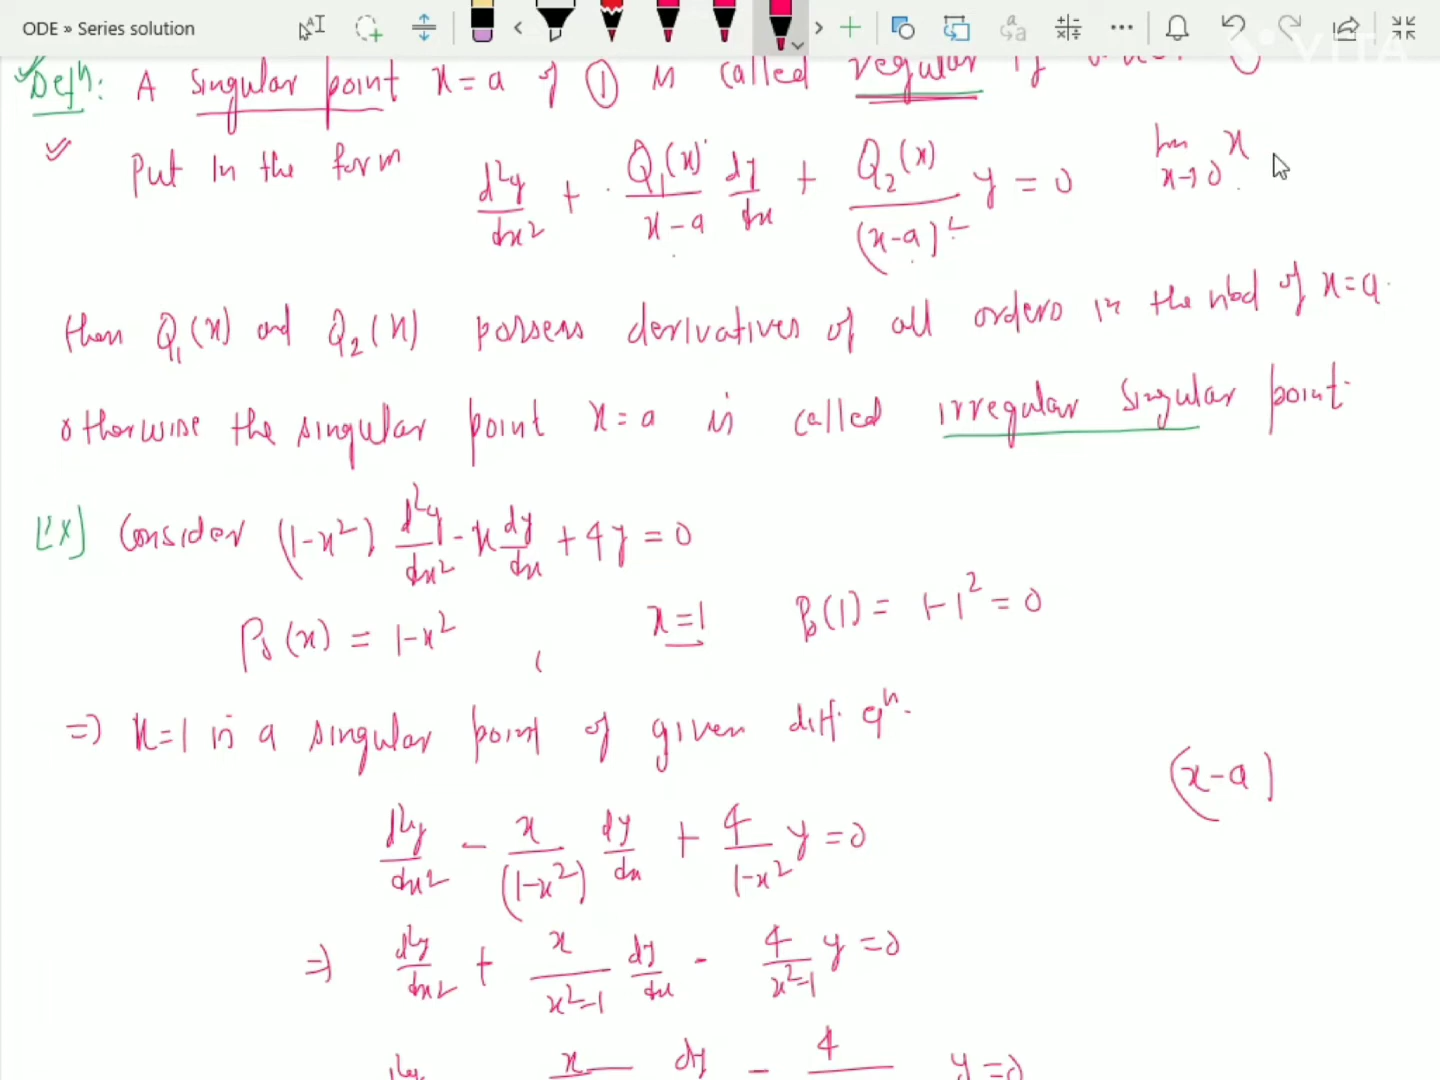 ODE » Series solution
VITA
Defn: A singular point x=a of ① is called regular if
Put in the form d²y/dx² + Q₁(x)/(x-a) dy/dx + Q₂(x)/(x-a)² y = 0 lim x→0 x
then Q₁(x) and Q₂(x) possess derivatives of all orders in the nbd of x=a.
otherwise the singular point x=a is called irregular singular point.
[Ex] Consider (1-x²) d²y/dx² - x dy/dx + 4y = 0
P₀(x) = 1-x², x=1 P₀(1) = 1-1² = 0
=) x=1 is a singular point of given diff. eqn.
(x-a)
d²y/dx² - x/(1-x²) dy/dx + 4/1-x² y = 0
=) d²y/dx² + x/x²-1 dy/dx - 4/x²-1 y = 0
x dy - 4 y = 0